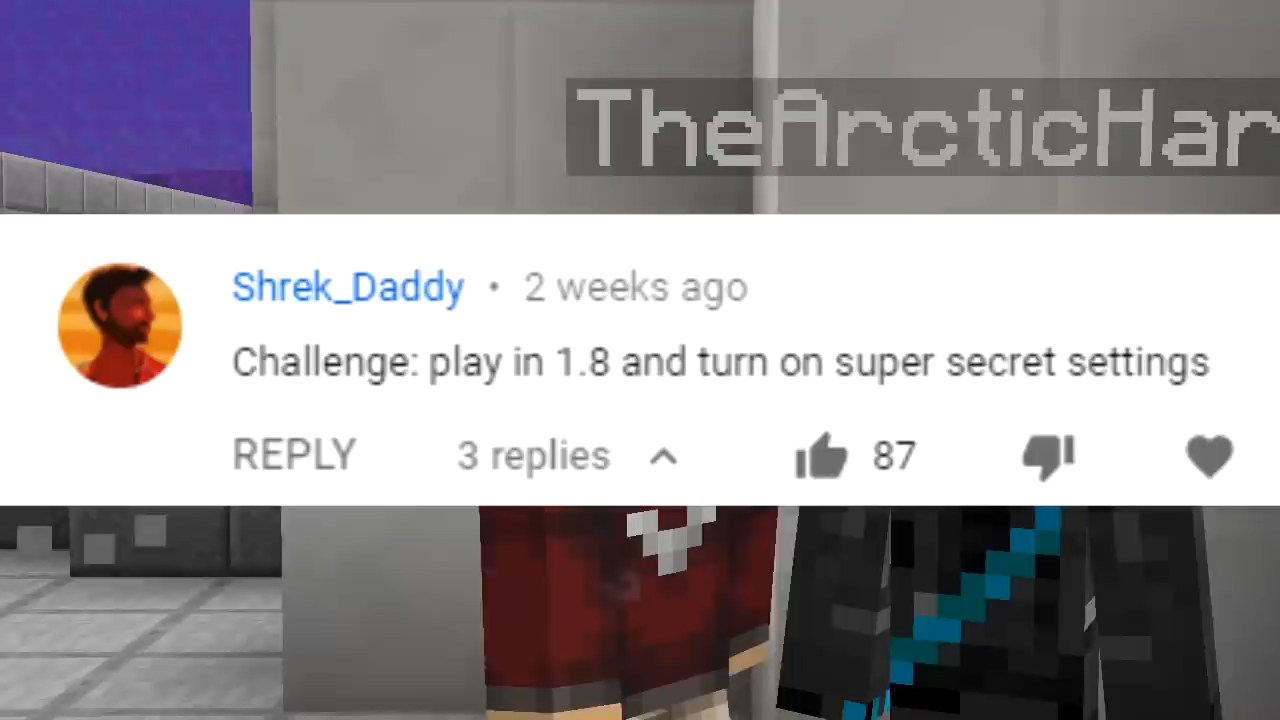 TheArcticHar
Shrek_Daddy • 2 weeks ago
Challenge: play in 1.8 and turn on super secret settings
REPLY 3 replies 87